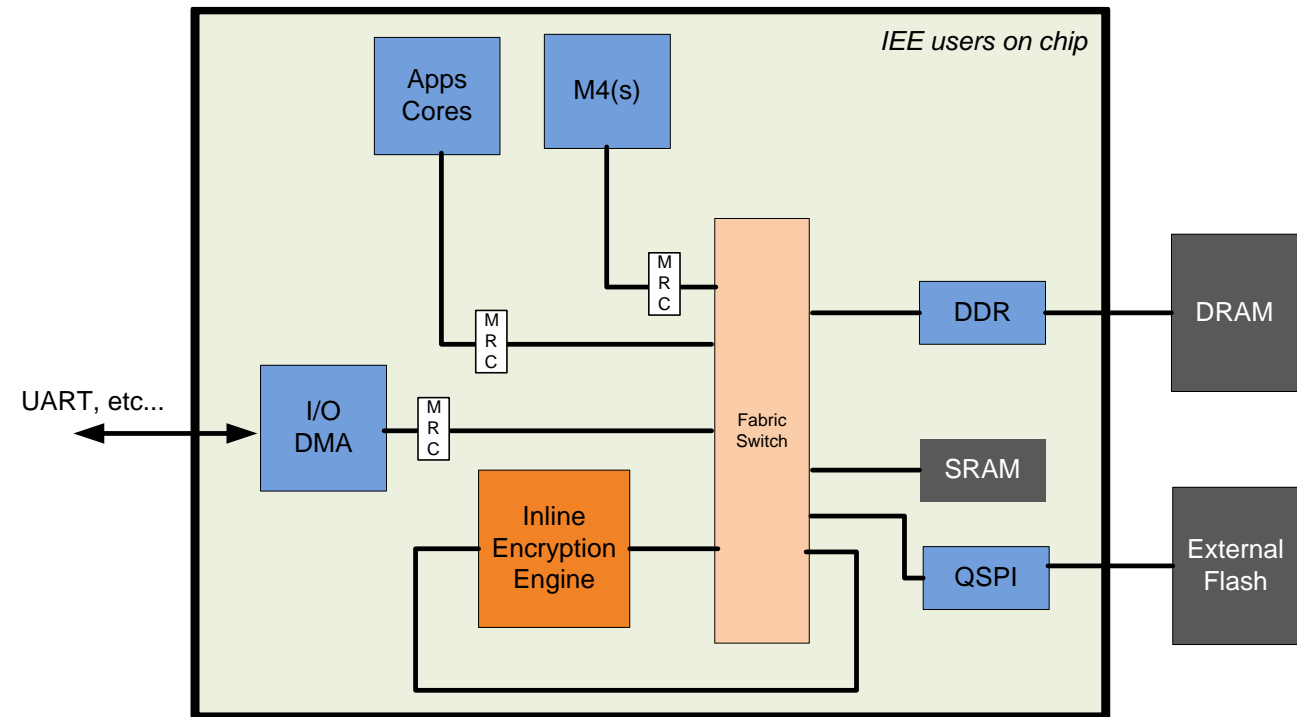 IEE users on chip
Apps
Cores
M4(s)
M
R
C
M
R
C
DDR
DRAM
UART, etc...
I/O
DMA
M
R
C
Fabric
Switch
SRAM
Inline
Encryption
Engine
QSPI
External
Flash